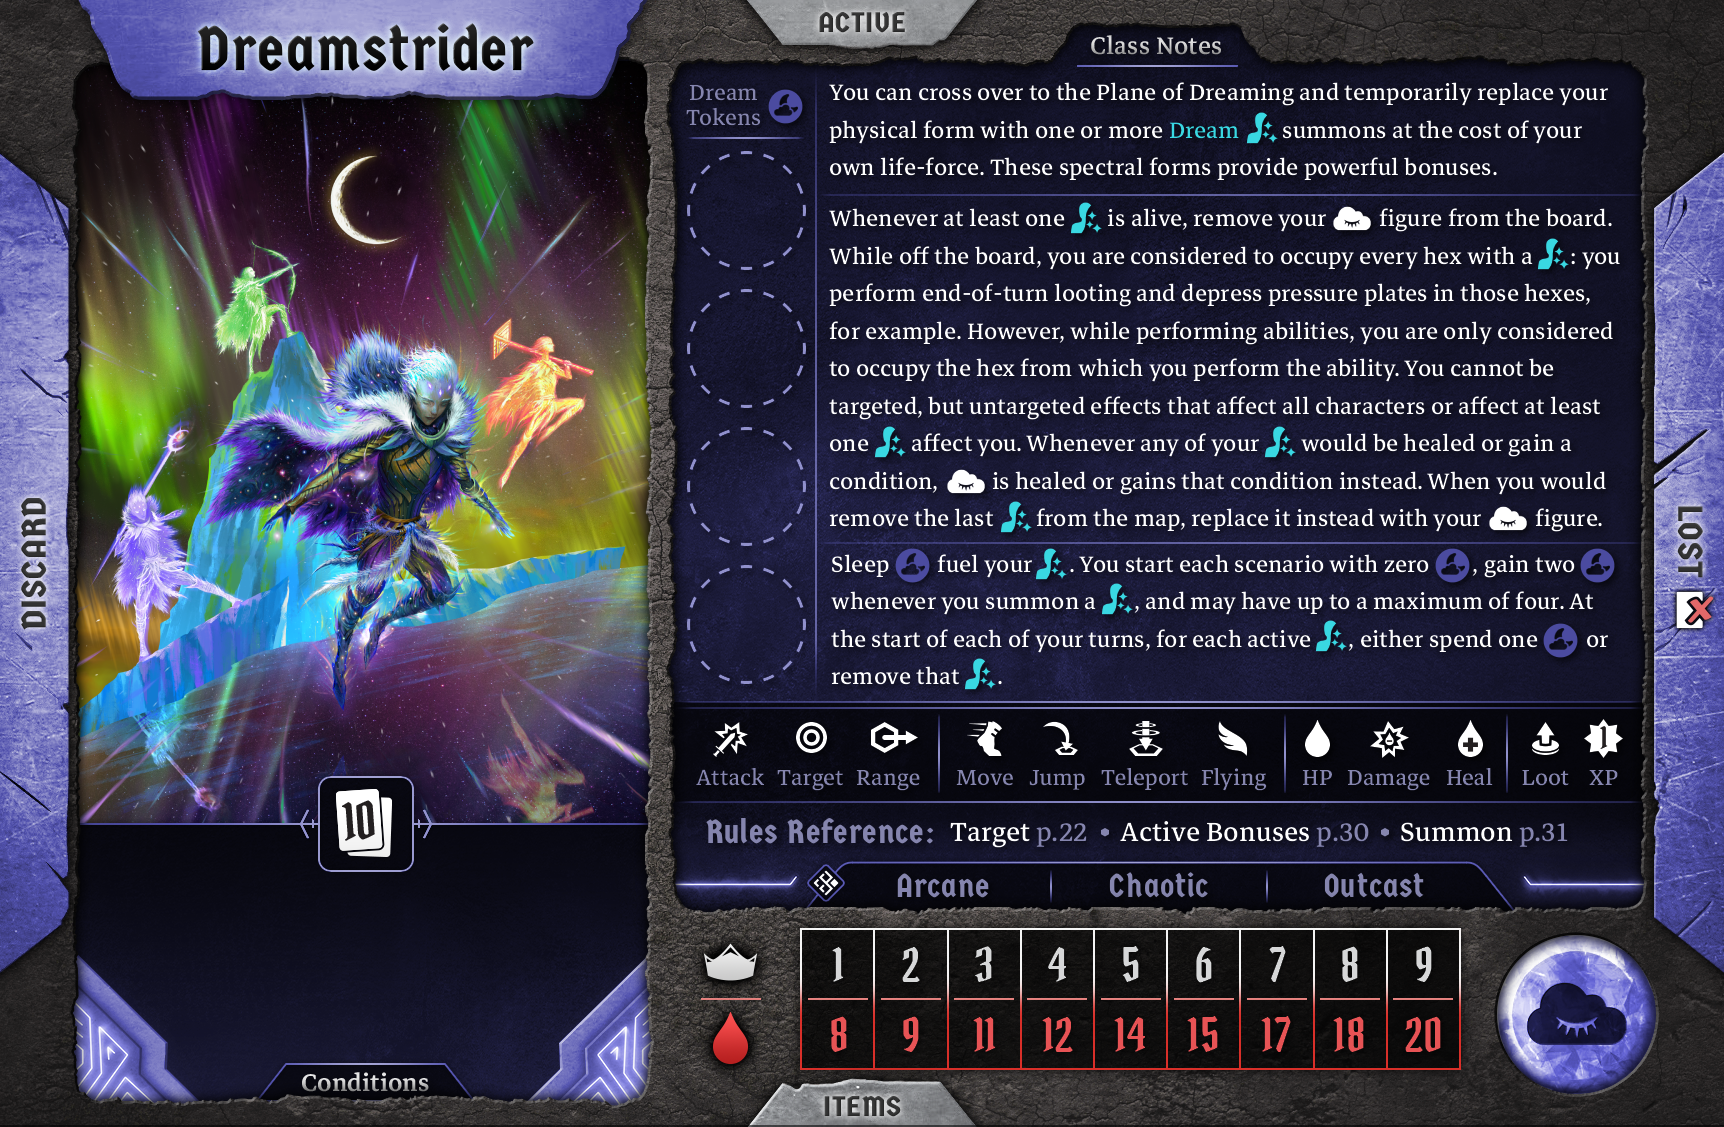 Dreamstrider
ACTIVE
Class Notes
Dream
Tokens
You can cross over to the Plane of Dreaming and temporarily replace your
physical form with one or more Dream summons at the cost of your
own life-force. These spectral forms provide powerful bonuses.
Whenever at least one is alive, remove your figure from the board.
While off the board, you are considered to occupy every hex with a : you
perform end-of-turn looting and depress pressure plates in those hexes,
for example. However, while performing abilities, you are only considered
to occupy the hex from which you perform the ability. You cannot be
targeted, but untargeted effects that affect all characters or affect at least
one affect you. Whenever any of your would be healed or gain a
condition, is healed or gains that condition instead. When you would
remove the last from the map, replace it instead with your figure.
Sleep fuel your . You start each scenario with zero , gain two
whenever you summon a , and may have up to a maximum of four. At
the start of each of your turns, for each active , either spend one or
remove that .
Attack Target Range Move Jump Teleport Flying HP Damage Heal Loot 1 XP
Rules Reference: Target p.22 • Active Bonuses p.30 • Summon p.31
Arcane Chaotic Outcast
1 2 3 4 5 6 7 8 9
8 9 11 12 14 15 17 18 20
10
Conditions
ITEMS
DISCARD
LOST